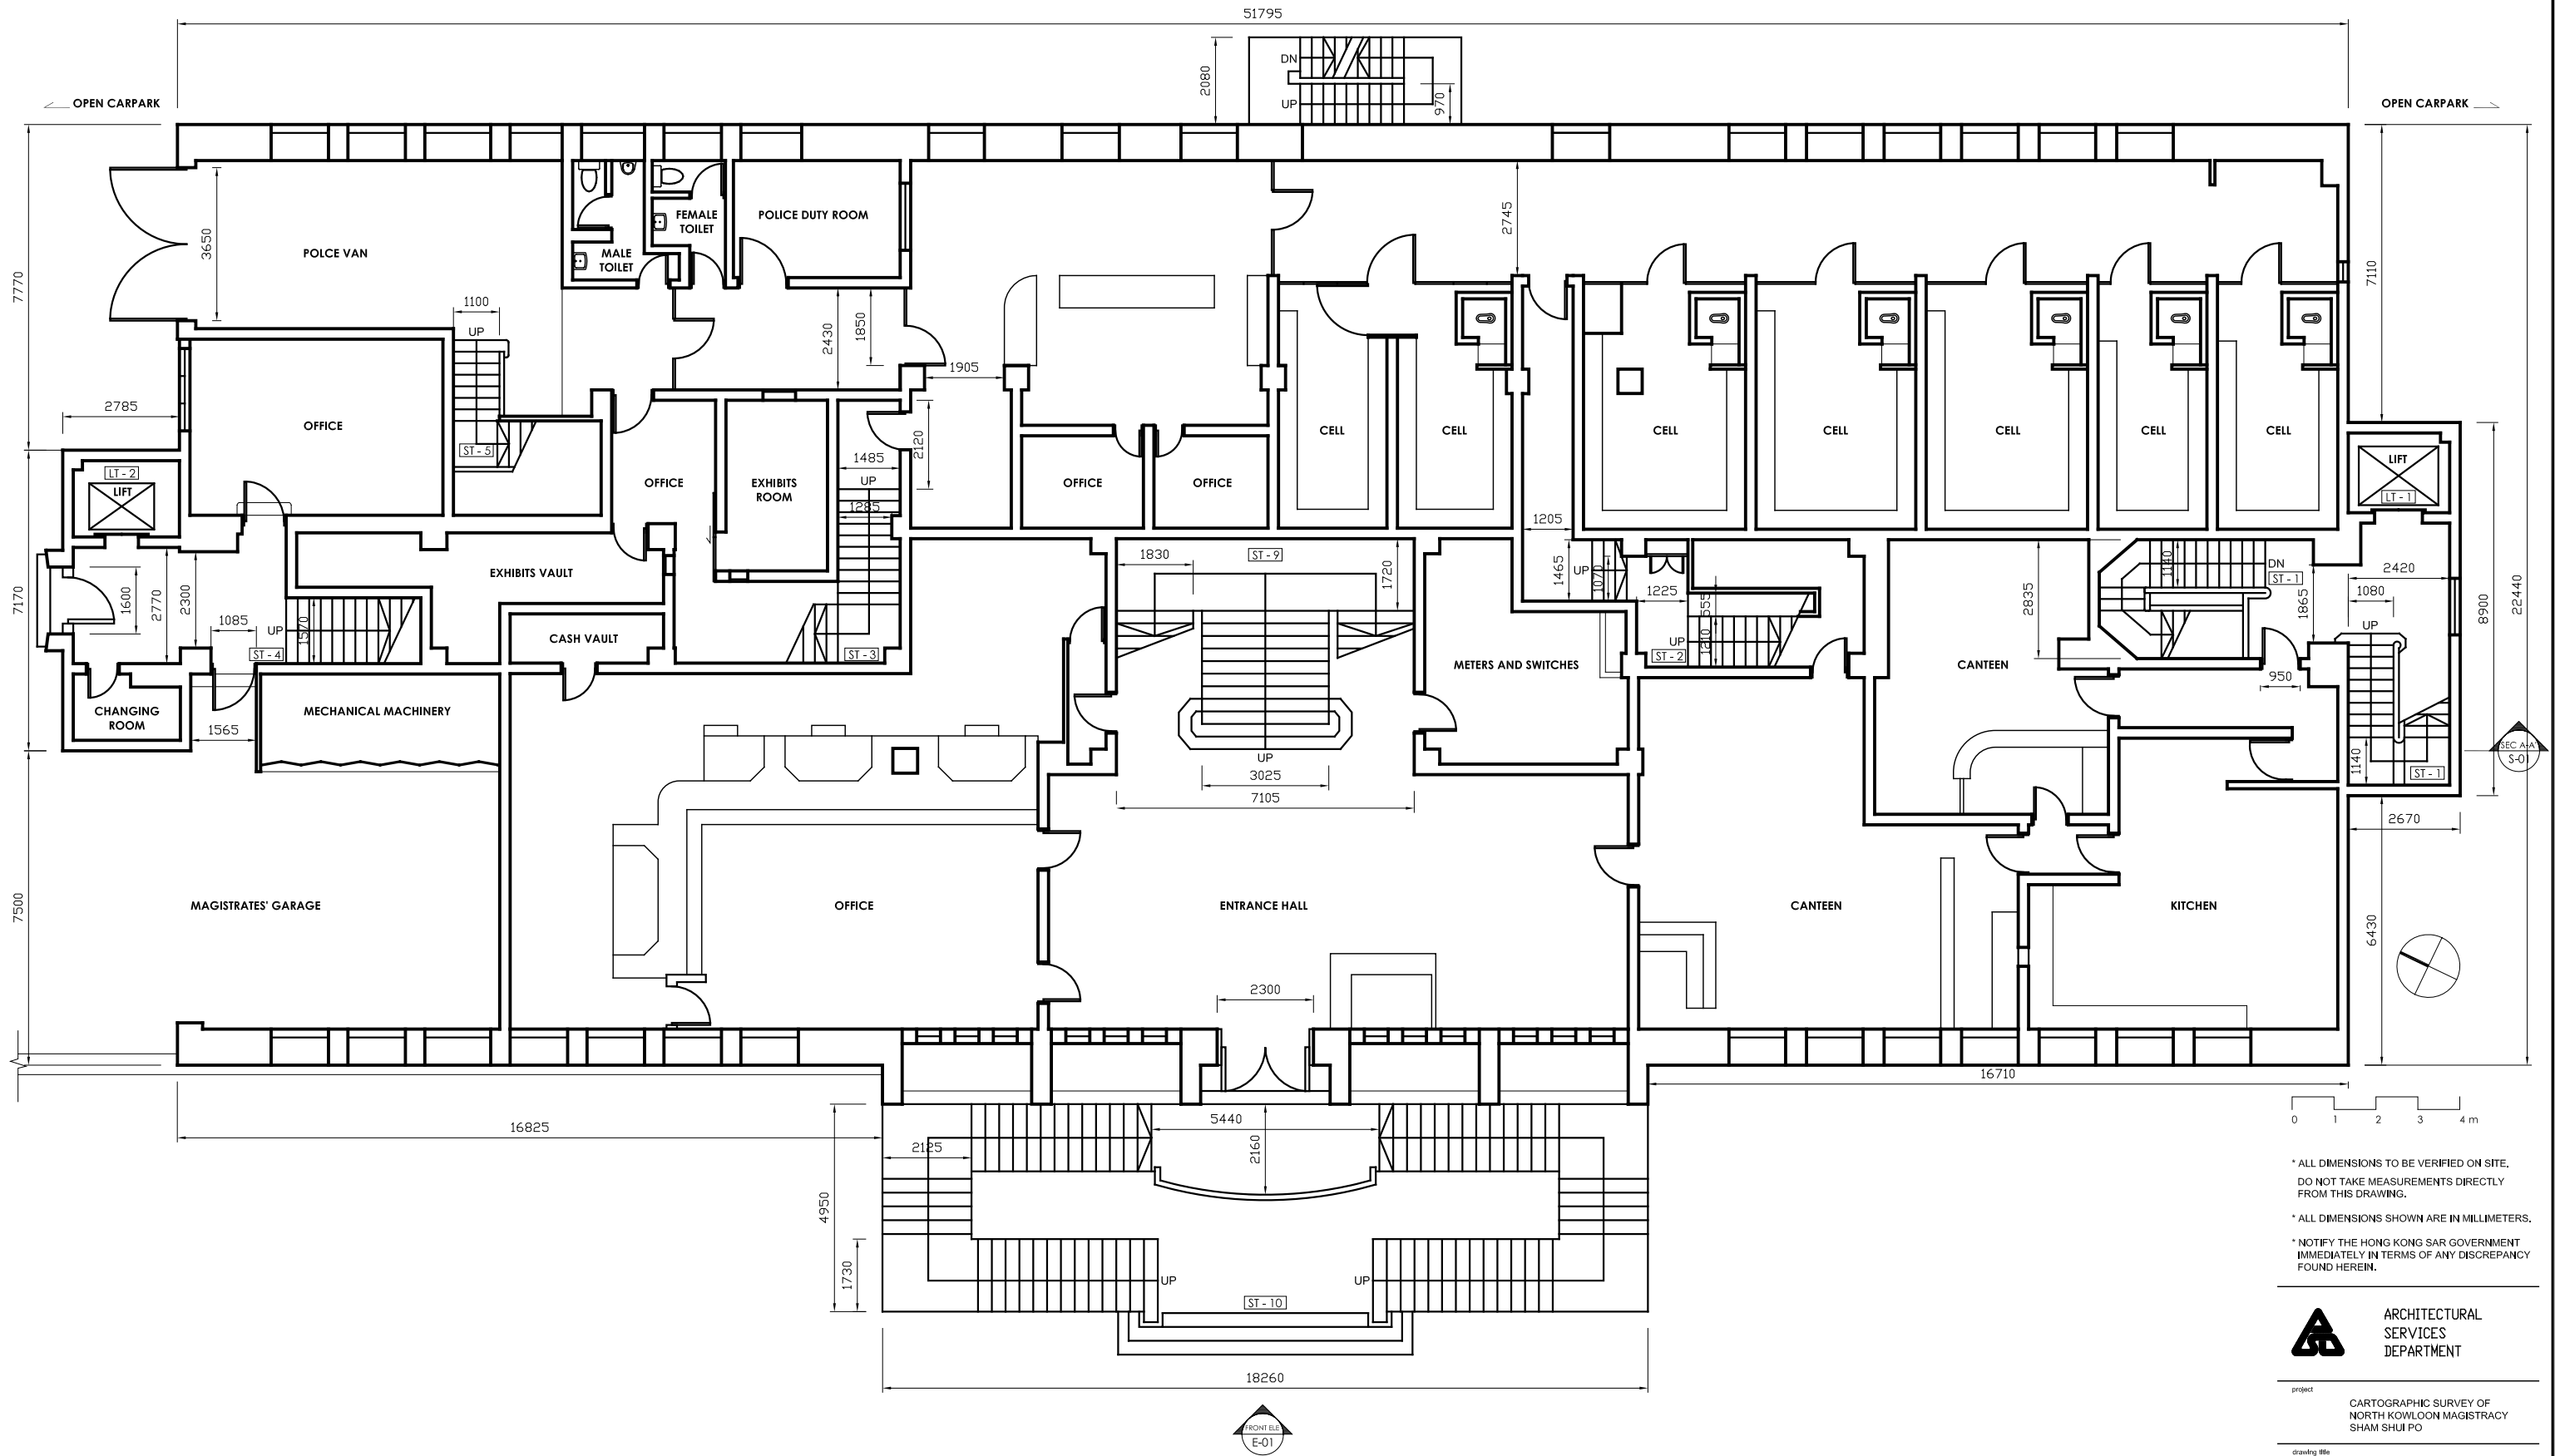 51795
2080
DN
UP
970
OPEN CARPARK
OPEN CARPARK
7770
3650
POLCE VAN
MALE
TOILET
FEMALE
TOILET
POLICE DUTY ROOM
2745
7110
22440
1100
UP
2430
1850
1905
2785
OFFICE
ST - 5
LT - 2
LIFT
OFFICE
EXHIBITS
ROOM
1485
UP
1285
2120
OFFICE
OFFICE
CELL
CELL
CELL
CELL
CELL
CELL
CELL
LIFT
LT - 1
1205
7170
1600
2770
2300
1085
UP
1570
ST - 4
EXHIBITS VAULT
CASH VAULT
ST - 3
1830
ST - 9
1720
1465
UP
1070
1225
555
UP
1210
ST - 2
2835
1140
DN
ST - 1
1865
2420
1080
UP
8900
METERS AND SWITCHES
CANTEEN
950
CHANGING
ROOM
1565
MECHANICAL MACHINERY
UP
3025
7105
1140
ST - 1
SEC A-A'
S-01
2670
7500
MAGISTRATES' GARAGE
OFFICE
ENTRANCE HALL
CANTEEN
KITCHEN
6430
2300
16710
16825
2125
5440
2160
4950
1730
UP
UP
ST - 10
18260
FRONT ELE
E-01
0 1 2 3 4 m
* ALL DIMENSIONS TO BE VERIFIED ON SITE,
DO NOT TAKE MEASUREMENTS DIRECTLY
FROM THIS DRAWING.
* ALL DIMENSIONS SHOWN ARE IN MILLIMETERS.
* NOTIFY THE HONG KONG SAR GOVERNMENT
IMMEDIATELY IN TERMS OF ANY DISCREPANCY
FOUND HEREIN.
ASD
ARCHITECTURAL
SERVICES
DEPARTMENT
project
CARTOGRAPHIC SURVEY OF
NORTH KOWLOON MAGISTRACY
SHAM SHUI PO
drawing title